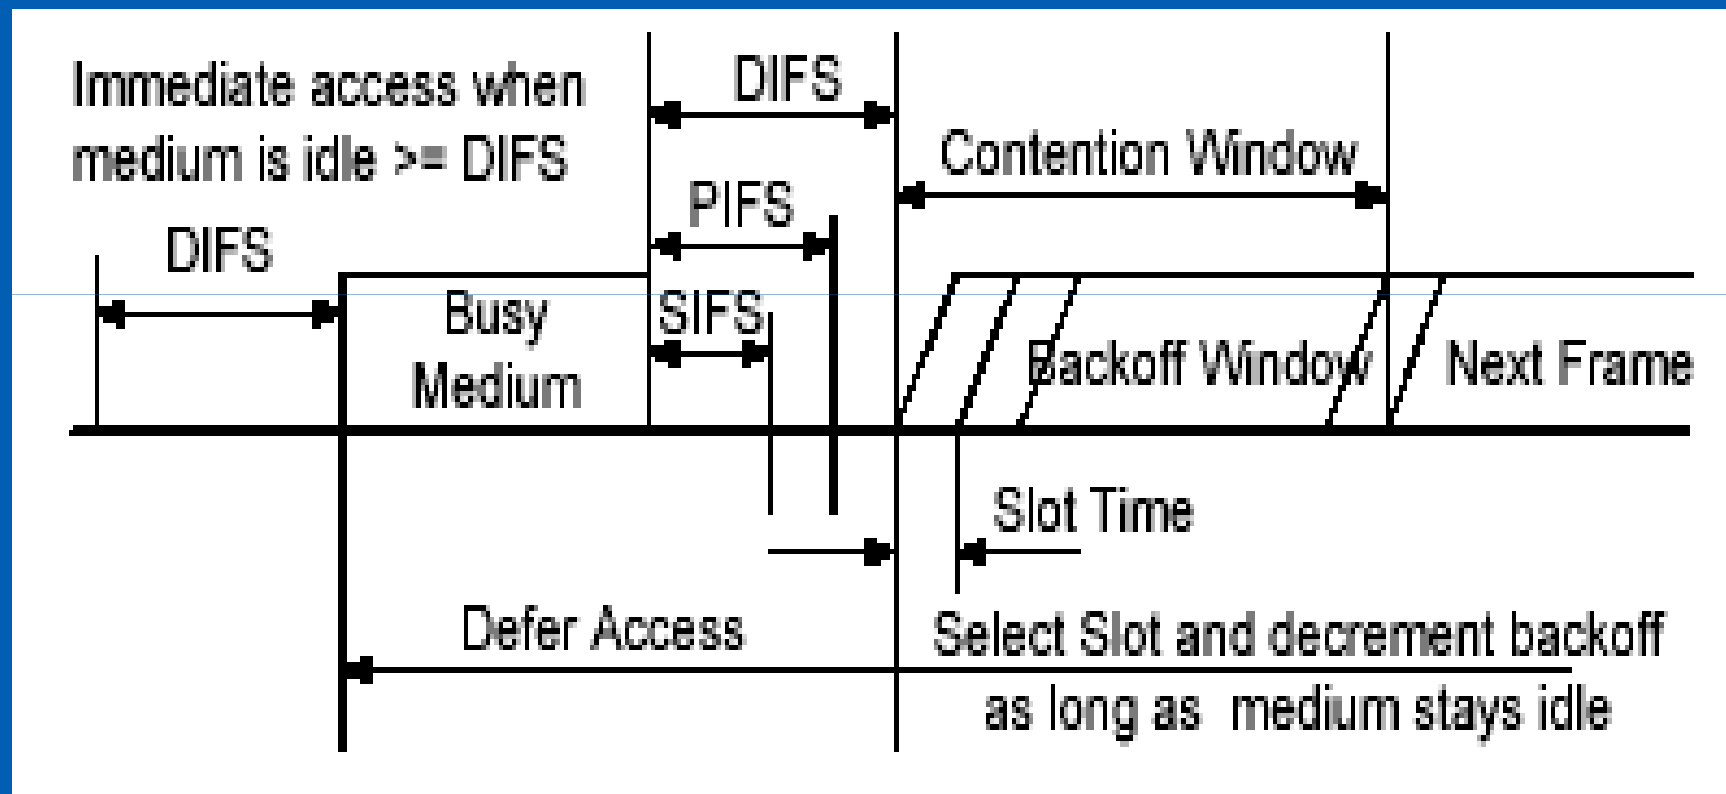 Immediate access when
medium is idle >= DIFS
DIFS
DIFS
PIFS
SIFS
Contention Window
Busy
Medium
Backoff Window
Next Frame
Slot Time
Defer Access
Select Slot and decrement backoff
as long as medium stays idle